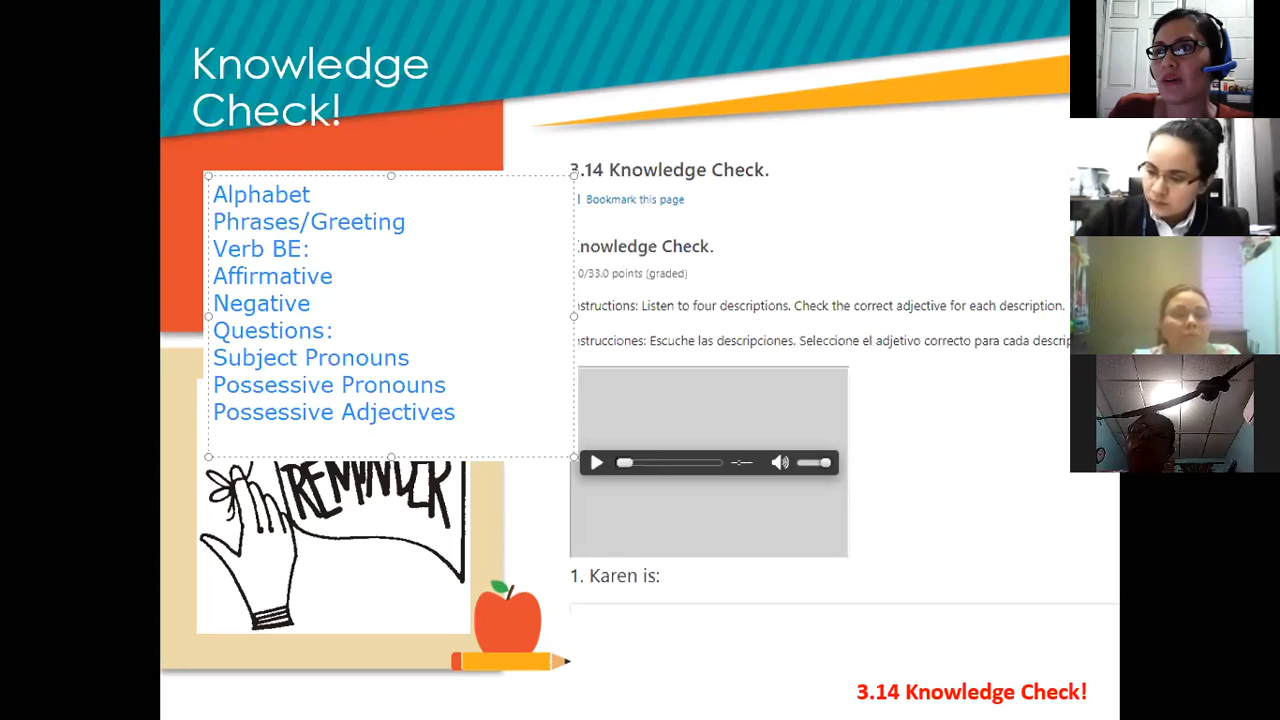 Knowledge
Check!
Alphabet
Phrases/Greeting
Verb BE:
Affirmative
Negative
Questions:
Subject Pronouns
Possessive Pronouns
Possessive Adjectives
REMINDER
3.14 Knowledge Check.
Bookmark this page
nowledge Check.
0/33.0 points (graded)
structions: Listen to four descriptions. Check the correct adjective for each description.
strucciones: Escuche las descripciones. Seleccione el adjetivo correcto para cada descrip
1. Karen is:
3.14 Knowledge Check!